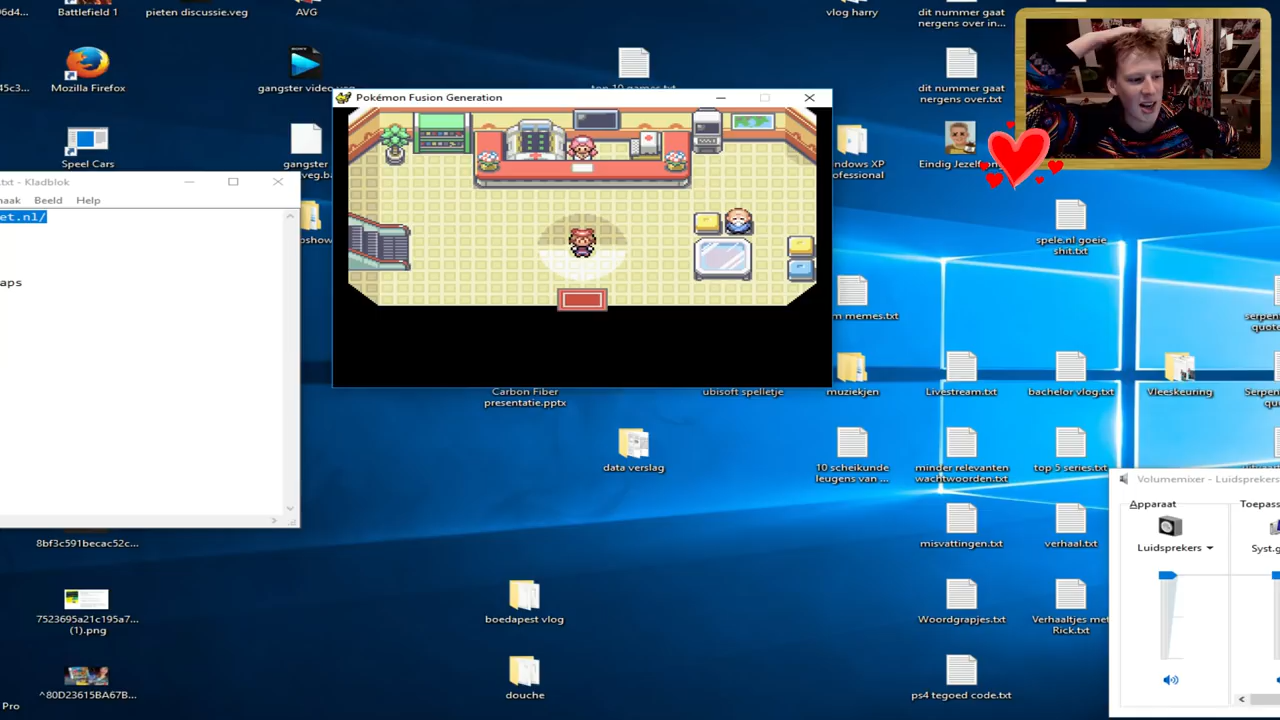 Battlefield 1
pieten discussie.veg
AVG
vlog harry
dit nummer gaat
nergens over in...
Mozilla Firefox
gangster video.veg
dit nummer gaat
nergens over.txt
Pokémon Fusion Generation
Speel Cars
gangster
Eindig Jezelf
.txt - Kladblok
maak Beeld Help
et.nl/
aps
spele.nl goeie
shit.txt
m memes.txt
Carbon Fiber
presentatie.pptx
ubisoft spelletje
muziekjen
Livestream.txt
bachelor vlog.txt
Vleeskeuring
data verslag
10 scheikunde
leugens van ...
minder relevanten
wachtwoorden.txt
top 5 series.txt
Volumemixer - Luidsprekers
Apparaat
Toepass
Luidsprekers
Syst.g
8bf3c591becac52c...
misvattingen.txt
verhaal.txt
7523695a21c195a7...
(1).png
boedapest vlog
Woordgrapjes.txt
Verhaaltjes met
Rick.txt
^80D23615BA67B...
douche
ps4 tegoed code.txt
Pro